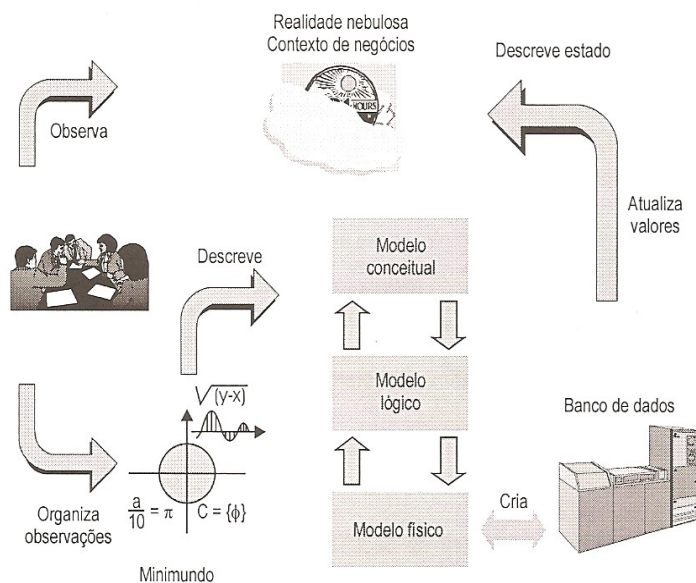 Realidade nebulosa
Contexto de negócios
Descreve estado
Observa
HOURS
Atualiza
valores
Descreve
Modelo
conceitual
Modelo
lógico
Banco de dados
√(y-x)
Organiza
observações
a/10 = π
C = {ϕ}
Modelo físico
Cria
Minimundo